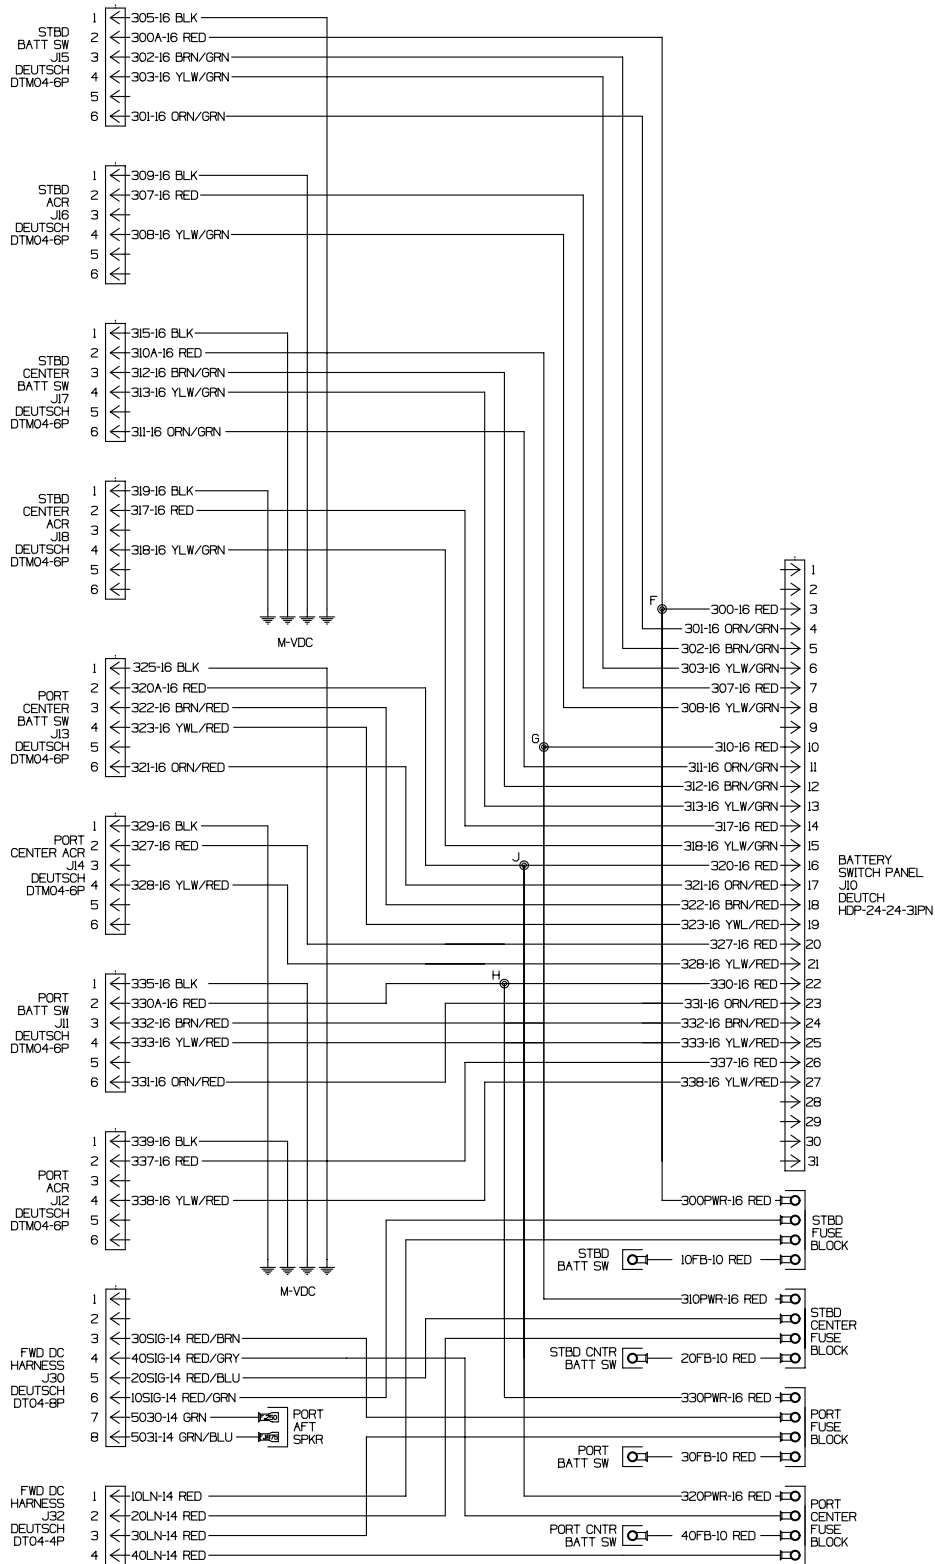 STBD
BATT SW
J15
DEUTSCH
DTM04-6P
1 305-16 BLK
2 300A-16 RED
3 302-16 BRN/GRN
4 303-16 YLW/GRN
5
6 301-16 ORN/GRN
STBD
ACR
J16
DEUTSCH
DTM04-6P
1 309-16 BLK
2 307-16 RED
3
4 308-16 YLW/GRN
5
6
STBD
CENTER
BATT SW
J17
DEUTSCH
DTM04-6P
1 315-16 BLK
2 310A-16 RED
3 312-16 BRN/GRN
4 313-16 YLW/GRN
5
6 311-16 ORN/GRN
STBD
CENTER
ACR
J18
DEUTSCH
DTM04-6P
1 319-16 BLK
2 317-16 RED
3
4 318-16 YLW/GRN
5
6
M-VDC
PORT
CENTER
BATT SW
J13
DEUTSCH
DTM04-6P
1 325-16 BLK
2 320A-16 RED
3 322-16 BRN/RED
4 323-16 YWL/RED
5
6 321-16 ORN/RED
PORT
CENTER ACR
J14
DEUTSCH
DTM04-6P
1 329-16 BLK
2 327-16 RED
3
4 328-16 YLW/RED
5
6
PORT
BATT SW
J11
DEUTSCH
DTM04-6P
1 335-16 BLK
2 330A-16 RED
3 332-16 BRN/RED
4 333-16 YLW/RED
5
6 331-16 ORN/RED
PORT
ACR
J12
DEUTSCH
DTM04-6P
1 339-16 BLK
2 337-16 RED
3
4 338-16 YLW/RED
5
6
M-VDC
FWD DC
HARNESS
J30
DEUTSCH
DT04-8P
1
2
3 30SIG-14 RED/BRN
4 40SIG-14 RED/GRY
5 20SIG-14 RED/BLU
6 10SIG-14 RED/GRN
7 5030-14 GRN
8 5031-14 GRN/BLU
PORT
AFT
SPKR
FWD DC
HARNESS
J32
DEUTSCH
DT04-4P
1 10LN-14 RED
2 20LN-14 RED
3 30LN-14 RED
4 40LN-14 RED
F
G
J
H
1
2
300-16 RED 3
301-16 ORN/GRN 4
302-16 BRN/GRN 5
303-16 YLW/GRN 6
307-16 RED 7
308-16 YLW/GRN 8
9
310-16 RED 10
311-16 ORN/GRN 11
312-16 BRN/GRN 12
313-16 YLW/GRN 13
317-16 RED 14
318-16 YLW/GRN 15
320-16 RED 16
321-16 ORN/RED 17
322-16 BRN/RED 18
323-16 YWL/RED 19
327-16 RED 20
328-16 YLW/RED 21
330-16 RED 22
331-16 ORN/RED 23
332-16 BRN/RED 24
333-16 YLW/RED 25
337-16 RED 26
338-16 YLW/RED 27
28
29
30
31
BATTERY
SWITCH PANEL
J10
DEUTCH
HDP-24-24-31PN
300PWR-16 RED
STBD
BATT SW
10FB-10 RED
STBD
FUSE
BLOCK
310PWR-16 RED
STBD CNTR
BATT SW
20FB-10 RED
STBD
CENTER
FUSE
BLOCK
330PWR-16 RED
PORT
BATT SW
30FB-10 RED
PORT
FUSE
BLOCK
320PWR-16 RED
PORT CNTR
BATT SW
40FB-10 RED
PORT
CENTER
FUSE
BLOCK